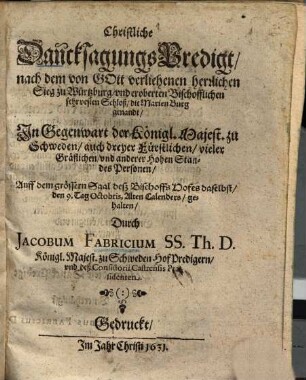 Christliche
DancksagungsPredigt/
nach dem von GOtt verliehenen herrlichen
Sieg zu Würtzburg/ vnd eroberten Bischofflichen
sehr vesten Schloß/ die Marien Burg
genandt/
In Gegenwart der Königl. Majest. zu
Schweden/ auch dreyer Fürstlichen/ vieler
Gräfflichen/ vnd anderer Hohen Stan-
des Personen/
Auff dem grössern Saal deß Bischoffs Hofes daselbst/
den 9. Tag Octobris, Alten Calenders/ ge-
halten/
Durch
JACOBUM FABRICIUM SS. Th. D.
Königl. Majest. zu Schweden Hof Predigern/
vnd deß Consistorii Castrensis Præ-
sidenten.
(:)
Gedruckt/
Im Jahr Christi 1631.